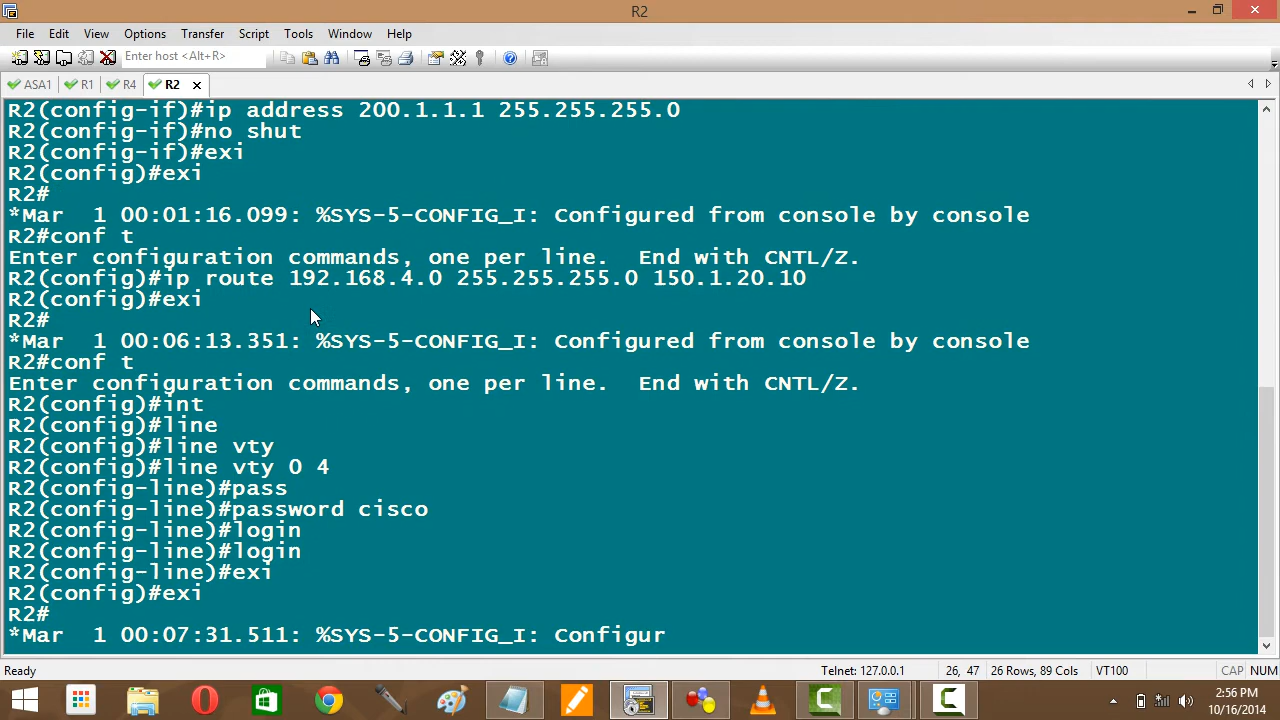 R2
File Edit View Options Transfer Script Tools Window Help
Enter host <Alt+R>
ASA1 R1 R4 R2
R2(config-if)#ip address 200.1.1.1 255.255.255.0
R2(config-if)#no shut
R2(config-if)#exi
R2(config)#exi
R2#
*Mar  1 00:01:16.099: %SYS-5-CONFIG_I: Configured from console by console
R2#conf t
Enter configuration commands, one per line.  End with CNTL/Z.
R2(config)#ip route 192.168.4.0 255.255.255.0 150.1.20.10
R2(config)#exi
R2#
*Mar  1 00:06:13.351: %SYS-5-CONFIG_I: Configured from console by console
R2#conf t
Enter configuration commands, one per line.  End with CNTL/Z.
R2(config)#int
R2(config)#line
R2(config)#line vty
R2(config)#line vty 0 4
R2(config-line)#pass
R2(config-line)#password cisco
R2(config-line)#login
R2(config-line)#login
R2(config-line)#exi
R2(config)#exi
R2#
*Mar  1 00:07:31.511: %SYS-5-CONFIG_I: Configur
Ready Telnet: 127.0.0.1 26, 47 26 Rows, 89 Cols VT100 CAP NUM
2:56 PM
10/16/2014